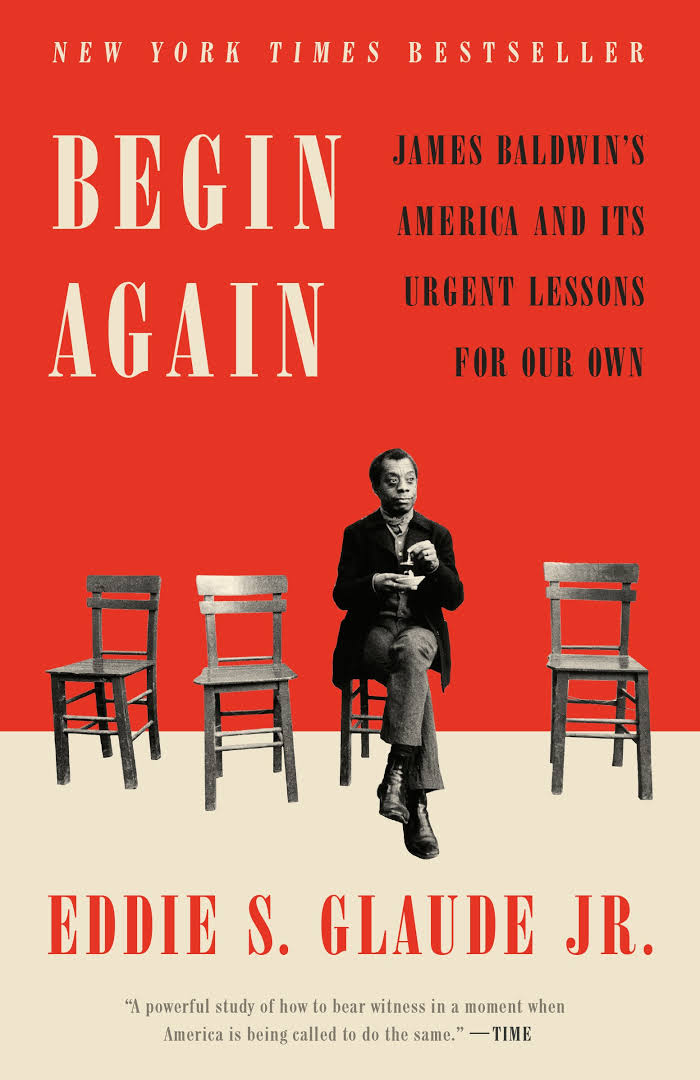 NEW YORK TIMES BESTSELLER
BEGIN
AGAIN
JAMES BALDWIN’S
AMERICA AND ITS
URGENT LESSONS
FOR OUR OWN
EDDIE S. GLAUDE JR.
“A powerful study of how to bear witness in a moment when
America is being called to do the same.” —TIME